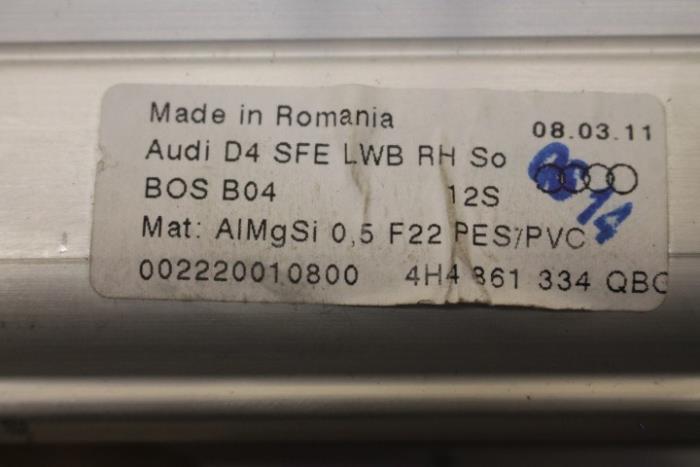 Made in Romania
08.03.11
Audi D4 SFE LWB RH So
BOS B04 12S
Mat: AlMgSi 0,5 F22 PES/PVC
14
002220010800 4H4 861 334